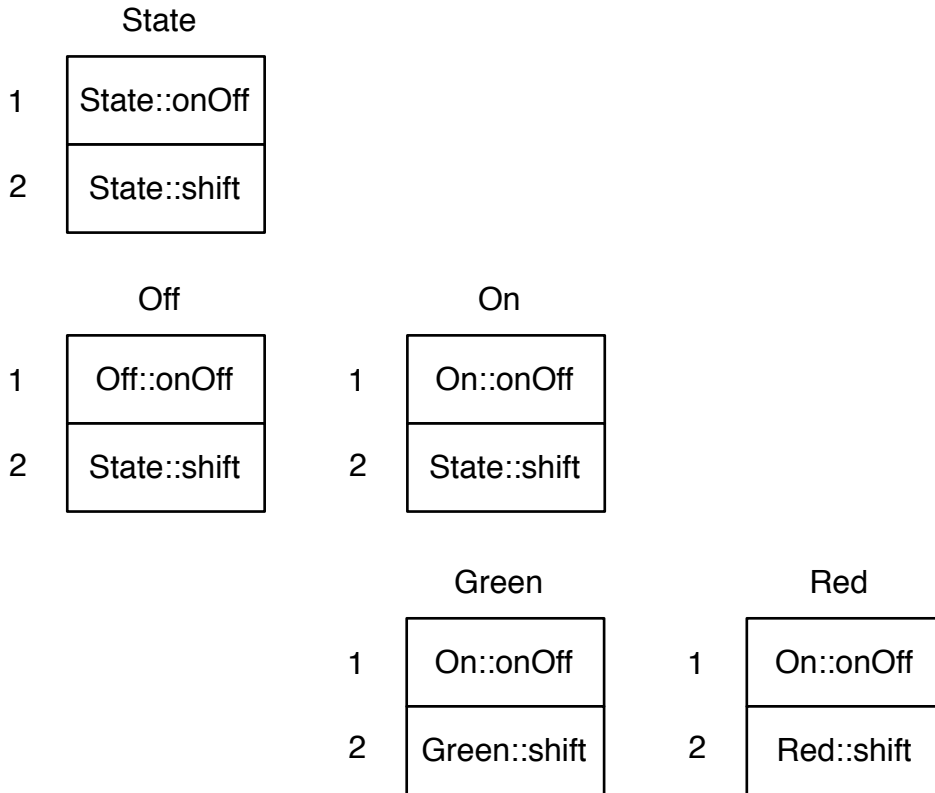 State
1 State::onOff
2 State::shift
Off On
1 Off::onOff 1 On::onOff
2 State::shift 2 State::shift
Green Red
1 On::onOff 1 On::onOff
2 Green::shift 2 Red::shift